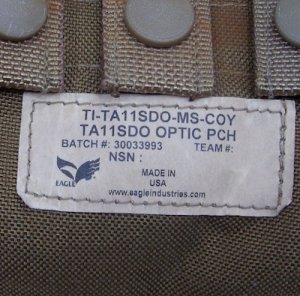 TI-TA11SDO-MS-COY
TA11SDO OPTIC PCH
BATCH #: 30033993 TEAM #:
NSN :
EAGLE
MADE IN
USA
www.eagleindustries.com